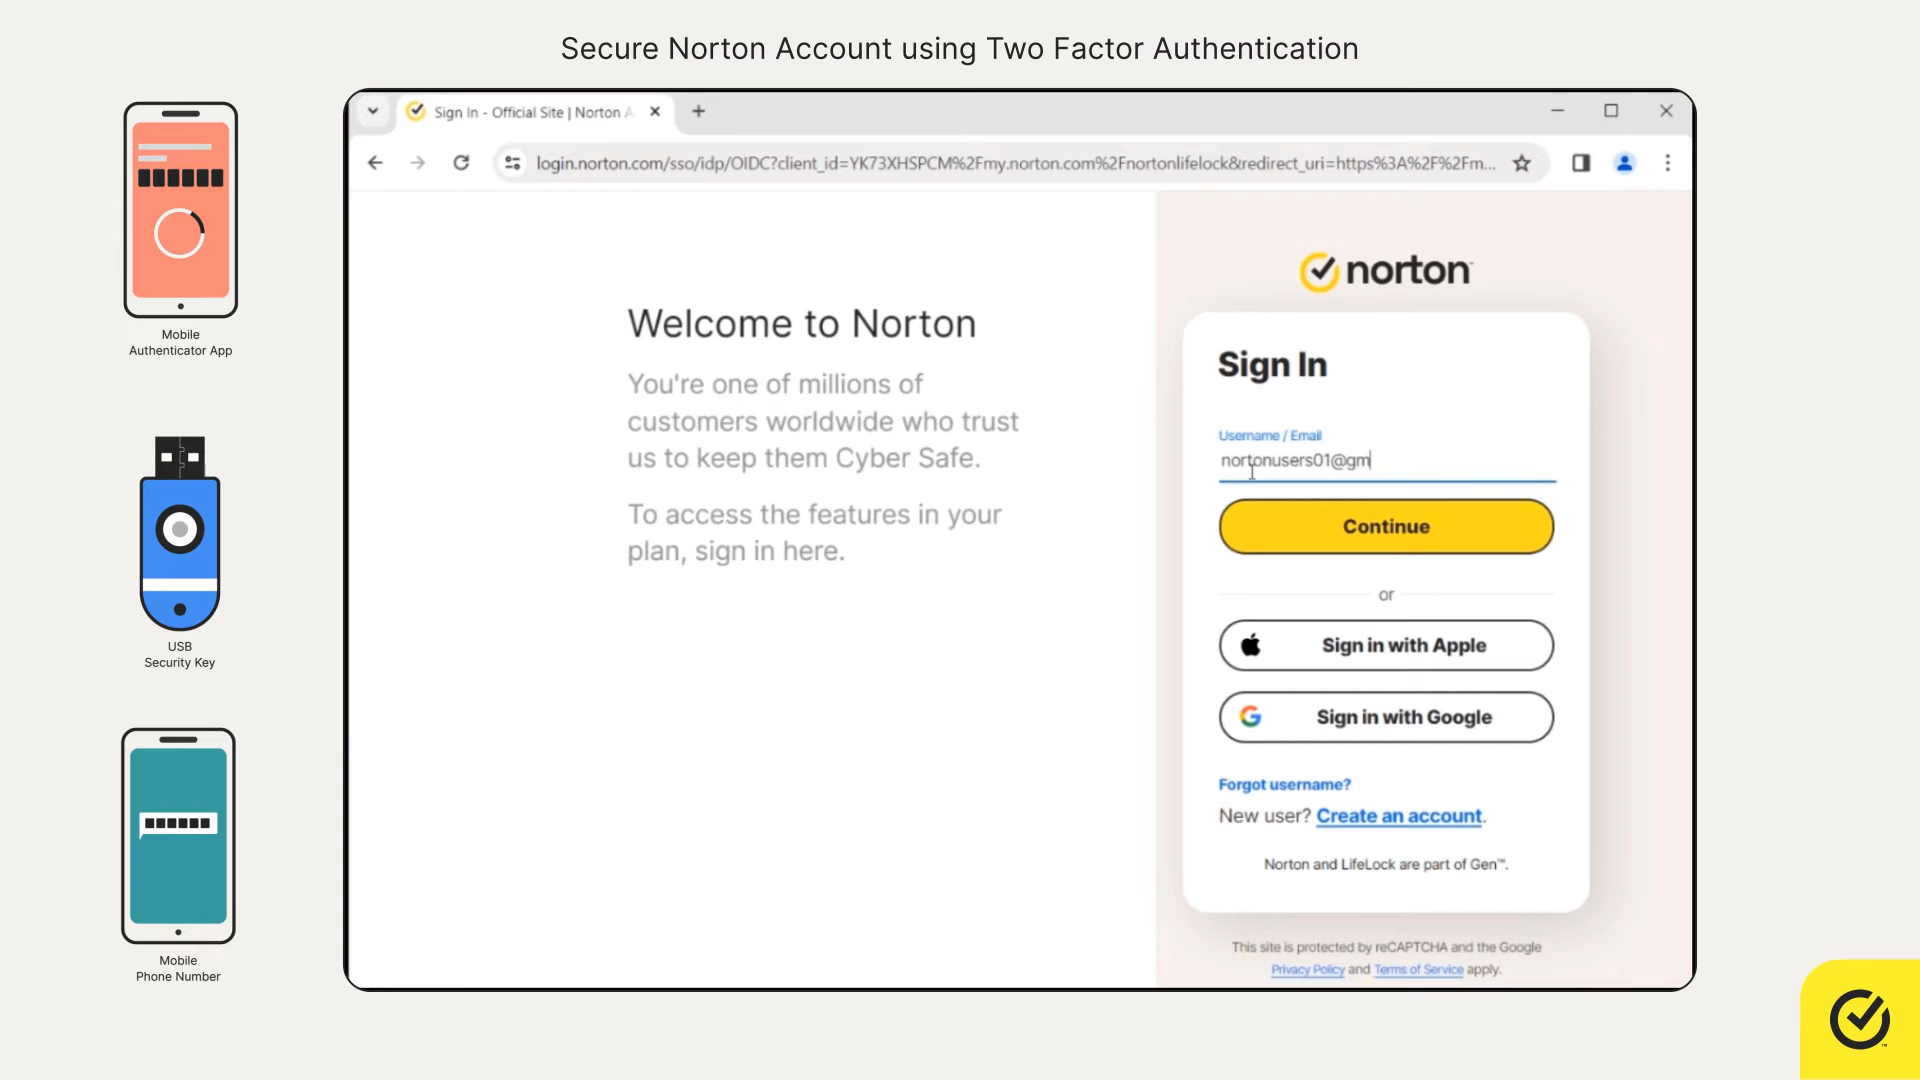 Secure Norton Account using Two Factor Authentication
Mobile
Authenticator App
USB
Security Key
Mobile
Phone Number
Sign In - Official Site | Norton A
login.norton.com/sso/idp/OIDC?client_id=YK73XHSPCM%2Fmy.norton.com%2Fnortonlifelock&redirect_uri=https%3A%2F%2Fm...
Welcome to Norton
You're one of millions of
customers worldwide who trust
us to keep them Cyber Safe.
To access the features in your
plan, sign in here.
norton
Sign In
Username / Email
nortonusers01@gm
Continue
or
Sign in with Apple
Sign in with Google
Forgot username?
New user? Create an account.
Norton and LifeLock are part of Gen™.
This site is protected by reCAPTCHA and the Google
Privacy Policy and Terms of Service apply.